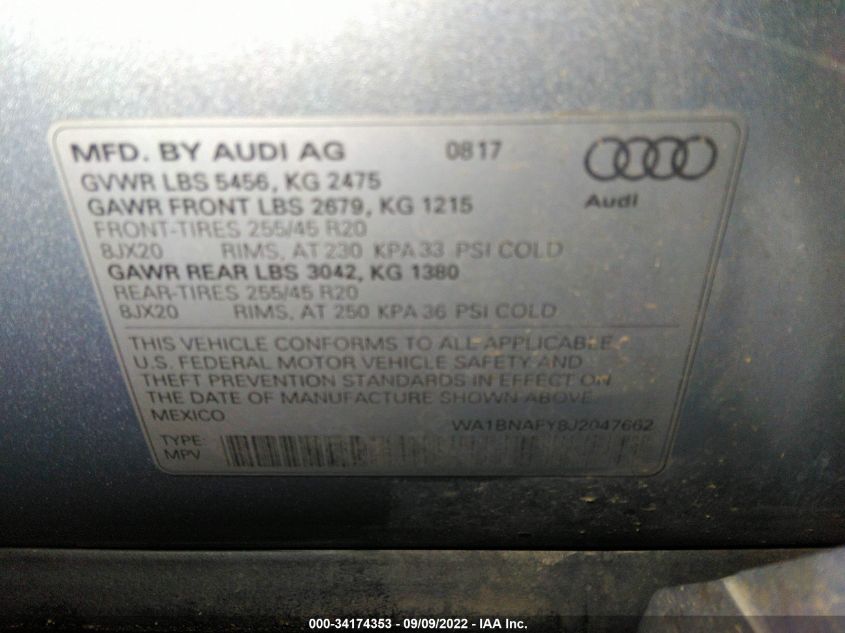 MFD. BY AUDI AG 0817
GVWR LBS 5456, KG 2475
GAWR FRONT LBS 2679, KG 1215
Audi
FRONT-TIRES 255/45 R20
8JX20 RIMS, AT 230 KPA 33 PSI COLD
GAWR REAR LBS 3042, KG 1380
REAR-TIRES 255/45 R20
8JX20 RIMS, AT 250 KPA 36 PSI COLD
THIS VEHICLE CONFORMS TO ALL APPLICABLE
U.S. FEDERAL MOTOR VEHICLE SAFETY AND
THEFT PREVENTION STANDARDS IN EFFECT ON
THE DATE OF MANUFACTURE SHOWN ABOVE.
MEXICO
WA1BNAFY8J2047662
TYPE:
MPV
000-34174353 - 09/09/2022 - IAA Inc.